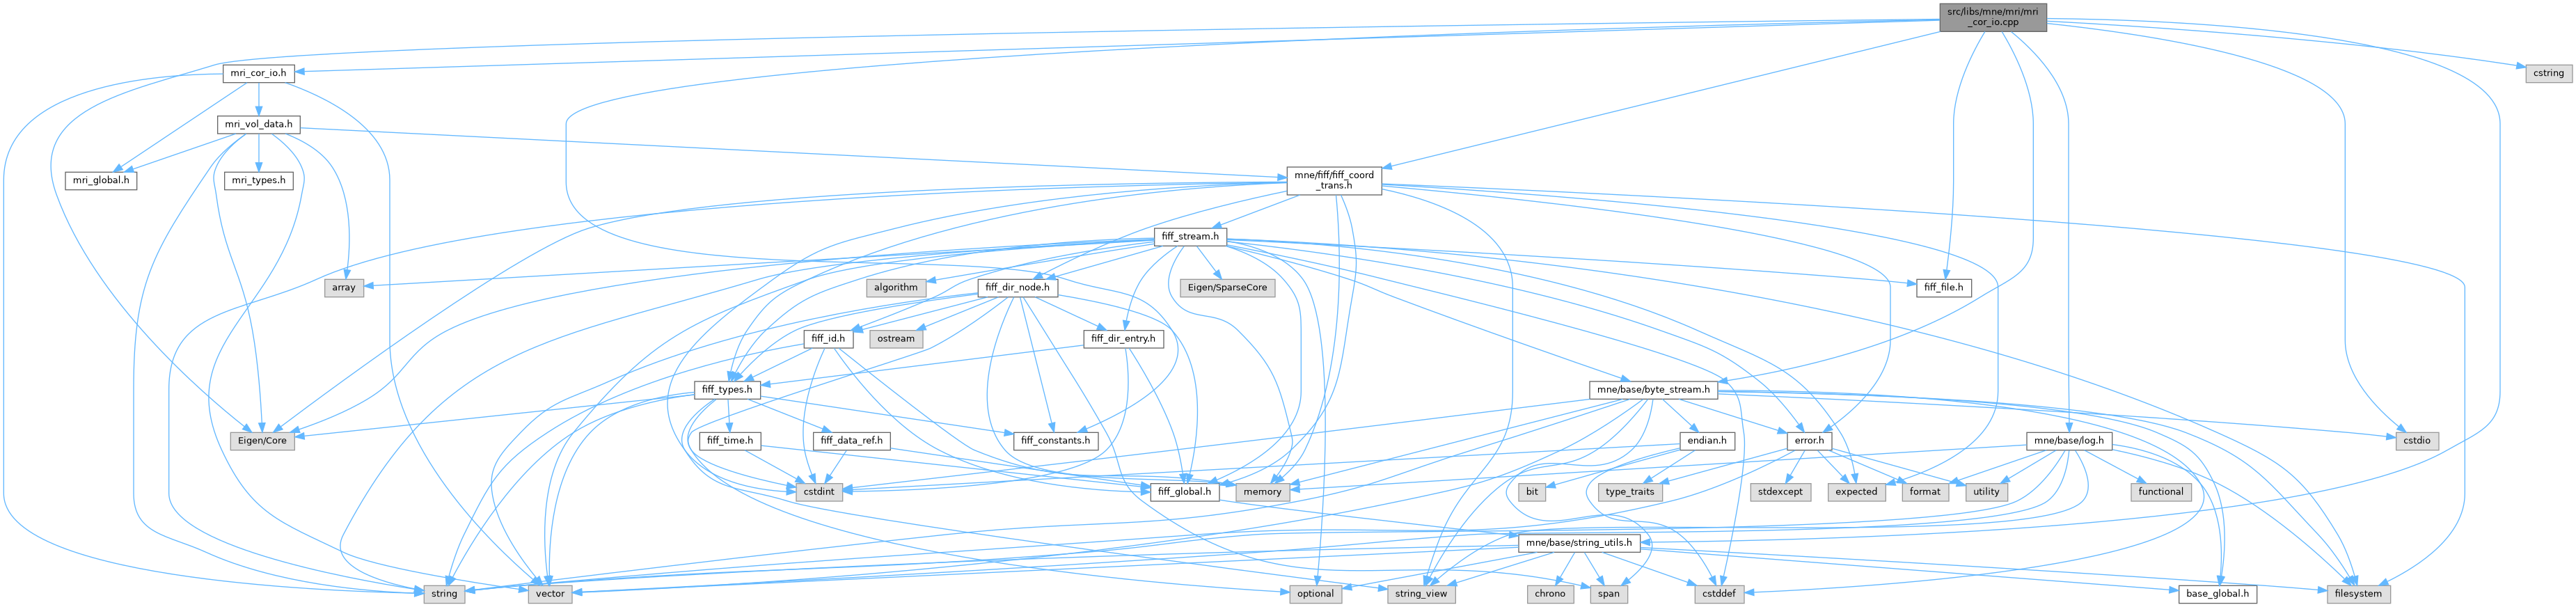 src/libs/mne/mri/mri
_cor_io.cpp
mri_cor_io.h
cstring
mri_vol_data.h
mri_global.h
mri_types.h
mne/fiff/fiff_coord
_trans.h
fiff_stream.h
array
algorithm
fiff_dir_node.h
Eigen/SparseCore
fiff_file.h
fiff_id.h
ostream
fiff_dir_entry.h
fiff_types.h
mne/base/byte_stream.h
Eigen/Core
fiff_time.h
fiff_data_ref.h
fiff_constants.h
endian.h
error.h
mne/base/log.h
cstdio
cstdint
fiff_global.h
memory
bit
type_traits
stdexcept
expected
format
utility
functional
mne/base/string_utils.h
string
vector
optional
string_view
chrono
span
cstddef
base_global.h
filesystem